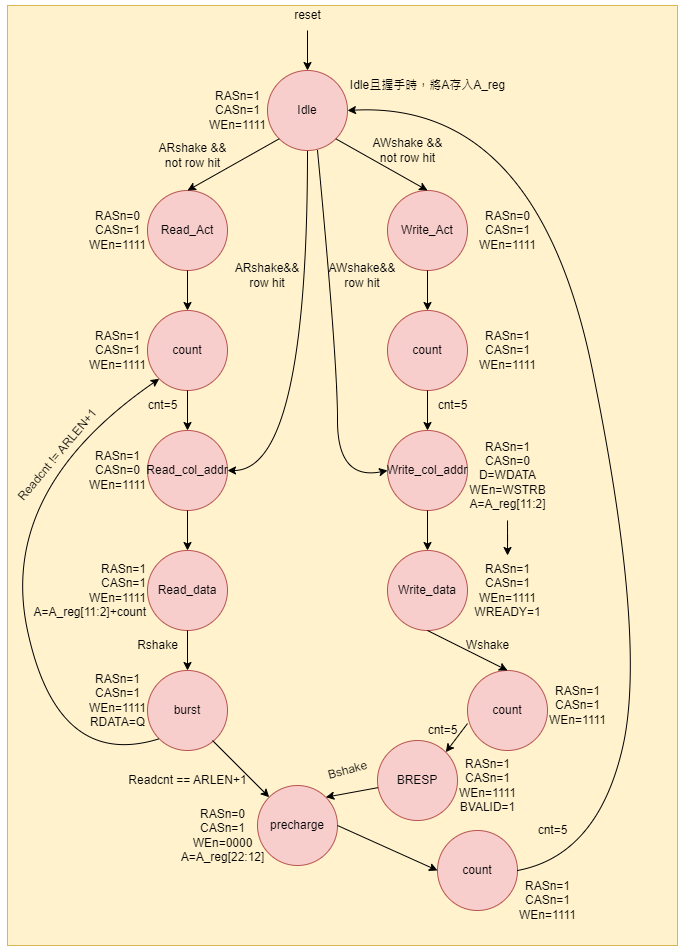 reset
Idle且握手時，將A存入A_reg
RASn=1
CASn=1
WEn=1111
Idle
ARshake &&
not row hit
AWshake &&
not row hit
RASn=0
CASn=1
WEn=1111
Read_Act
Write_Act
RASn=0
CASn=1
WEn=1111
ARshake&&
row hit
AWshake&&
row hit
RASn=1
CASn=1
WEn=1111
count
count
RASn=1
CASn=1
WEn=1111
cnt=5
cnt=5
Readcnt != ARLEN+1
RASn=1
CASn=0
WEn=1111
Read_col_addr
Write_col_addr
RASn=1
CASn=0
D=WDATA
WEn=WSTRB
A=A_reg[11:2]
RASn=1
CASn=1
WEn=1111
A=A_reg[11:2]+count
Read_data
Write_data
RASn=1
CASn=1
WEn=1111
WREADY=1
Rshake
Wshake
RASn=1
CASn=1
WEn=1111
RDATA=Q
burst
count
RASn=1
CASn=1
WEn=1111
cnt=5
Readcnt == ARLEN+1
Bshake
BRESP
RASn=1
CASn=1
WEn=1111
BVALID=1
RASn=0
CASn=1
WEn=0000
A=A_reg[22:12]
precharge
cnt=5
count
RASn=1
CASn=1
WEn=1111